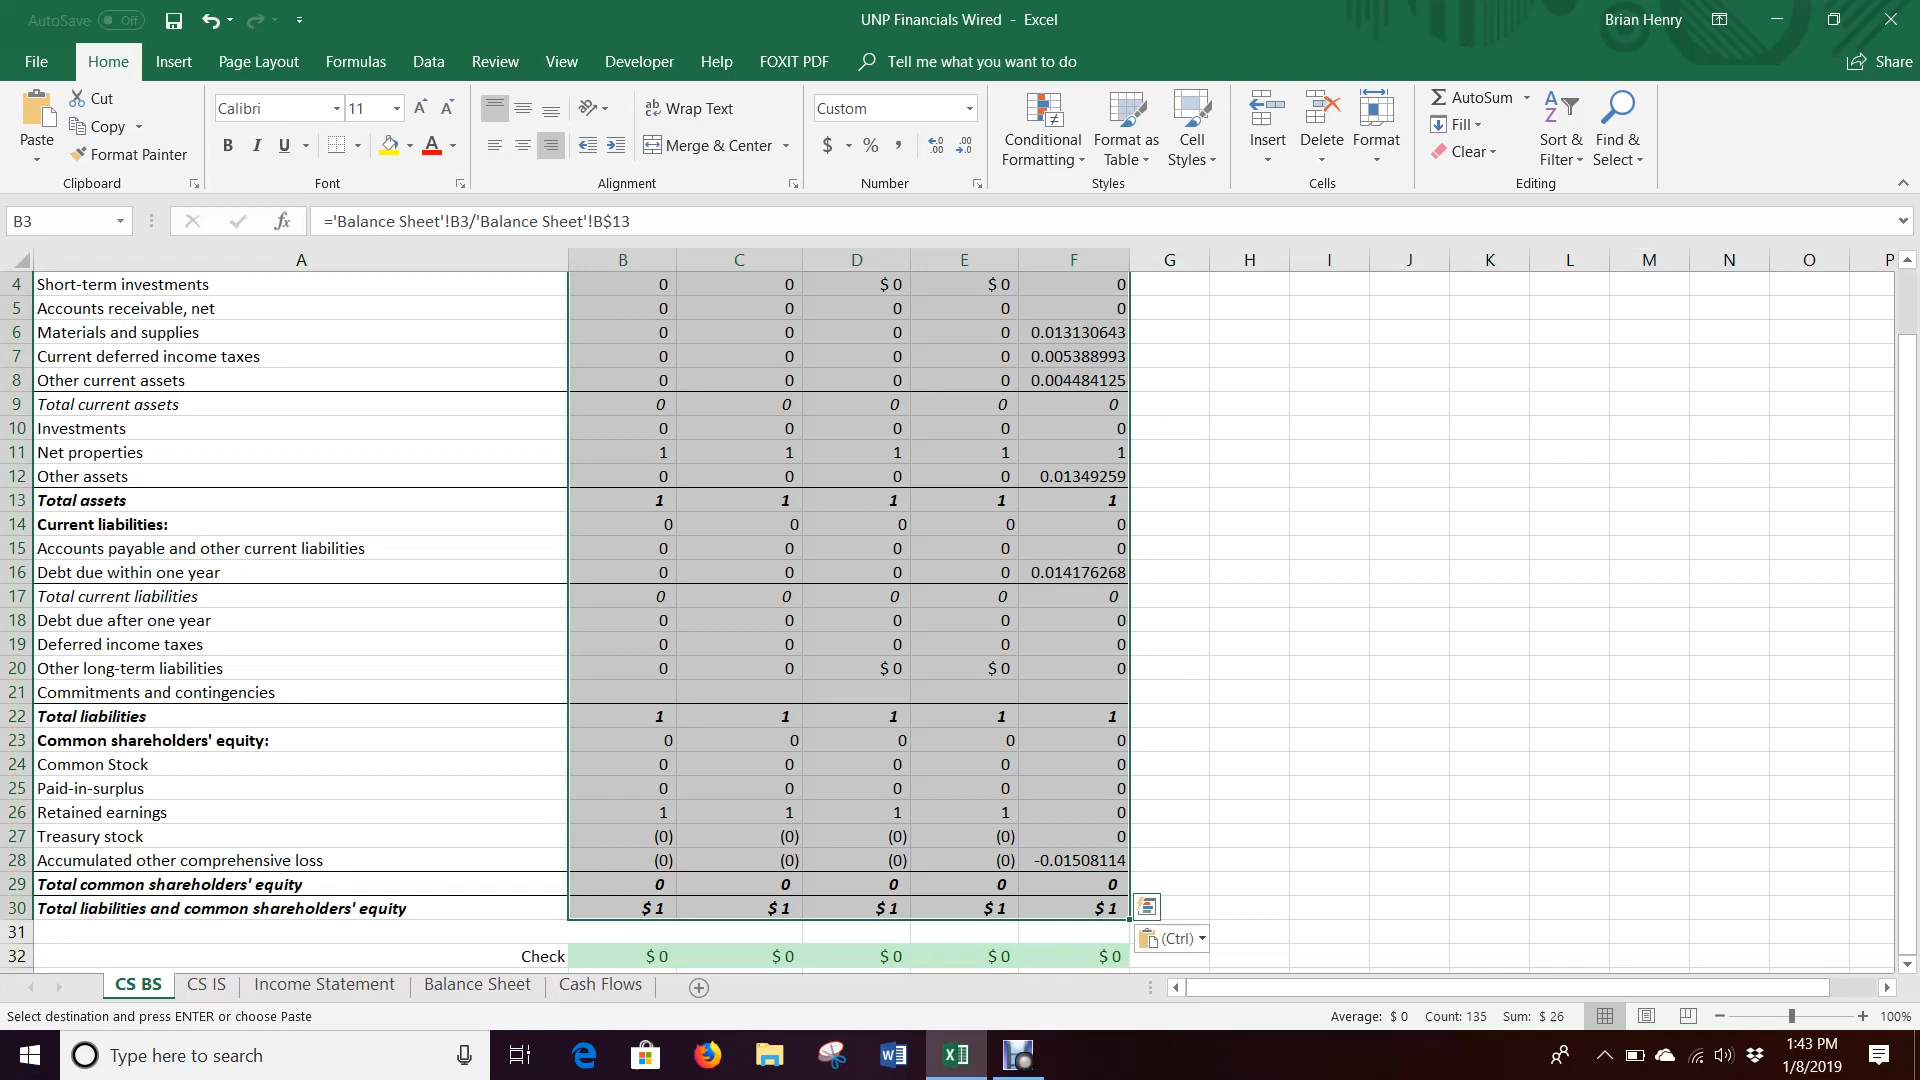 AutoSave Off
UNP Financials Wired - Excel
Brian Henry
File Home Insert Page Layout Formulas Data Review View Developer Help FOXIT PDF Tell me what you want to do Share
Paste
Cut
Copy
Format Painter
Clipboard
Calibri 11
B I U
Font
Wrap Text
Merge & Center
Alignment
Custom
$ % ,
Number
Conditional Formatting
Format as Table
Cell Styles
Styles
Insert Delete Format
Cells
AutoSum
Fill
Clear
Sort & Filter
Find & Select
Editing
B3 fx ='Balance Sheet'!B3/'Balance Sheet'!B$13
A B C D E F G H I J K L M N O P
4 Short-term investments 0 0 $ 0 $ 0 0
5 Accounts receivable, net 0 0 0 0 0
6 Materials and supplies 0 0 0 0 0.013130643
7 Current deferred income taxes 0 0 0 0 0.005388993
8 Other current assets 0 0 0 0 0.004484125
9 Total current assets 0 0 0 0 0
10 Investments 0 0 0 0 0
11 Net properties 1 1 1 1 1
12 Other assets 0 0 0 0 0.01349259
13 Total assets 1 1 1 1 1
14 Current liabilities: 0 0 0 0 0
15 Accounts payable and other current liabilities 0 0 0 0 0
16 Debt due within one year 0 0 0 0 0.014176268
17 Total current liabilities 0 0 0 0 0
18 Debt due after one year 0 0 0 0 0
19 Deferred income taxes 0 0 0 0 0
20 Other long-term liabilities 0 0 $ 0 $ 0 0
21 Commitments and contingencies
22 Total liabilities 1 1 1 1 1
23 Common shareholders' equity: 0 0 0 0 0
24 Common Stock 0 0 0 0 0
25 Paid-in-surplus 0 0 0 0 0
26 Retained earnings 1 1 1 1 0
27 Treasury stock (0) (0) (0) (0) 0
28 Accumulated other comprehensive loss (0) (0) (0) (0) -0.01508114
29 Total common shareholders' equity 0 0 0 0 0
30 Total liabilities and common shareholders' equity $ 1 $ 1 $ 1 $ 1 $ 1
31 (Ctrl)
32 Check $ 0 $ 0 $ 0 $ 0 $ 0
CS BS CS IS Income Statement Balance Sheet Cash Flows
Select destination and press ENTER or choose Paste Average: $ 0 Count: 135 Sum: $ 26 100%
Type here to search
1:43 PM
1/8/2019